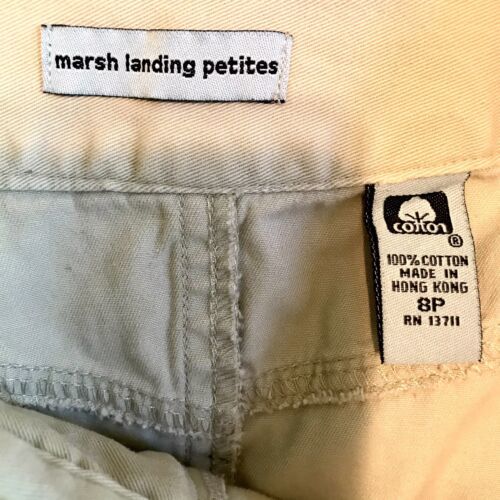 marsh landing petites
cotton
®
100% COTTON
MADE IN
HONG KONG
8P
RN 13711